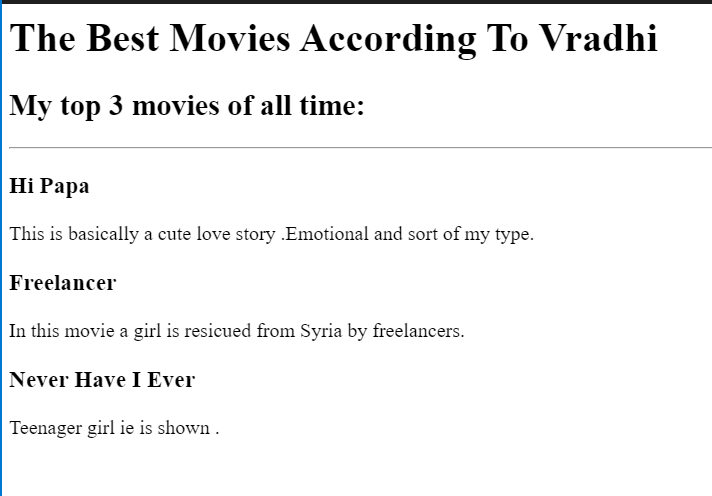 The Best Movies According To Vradhi
My top 3 movies of all time:
Hi Papa
This is basically a cute love story .Emotional and sort of my type.
Freelancer
In this movie a girl is resicued from Syria by freelancers.
Never Have I Ever
Teenager girl ie is shown .